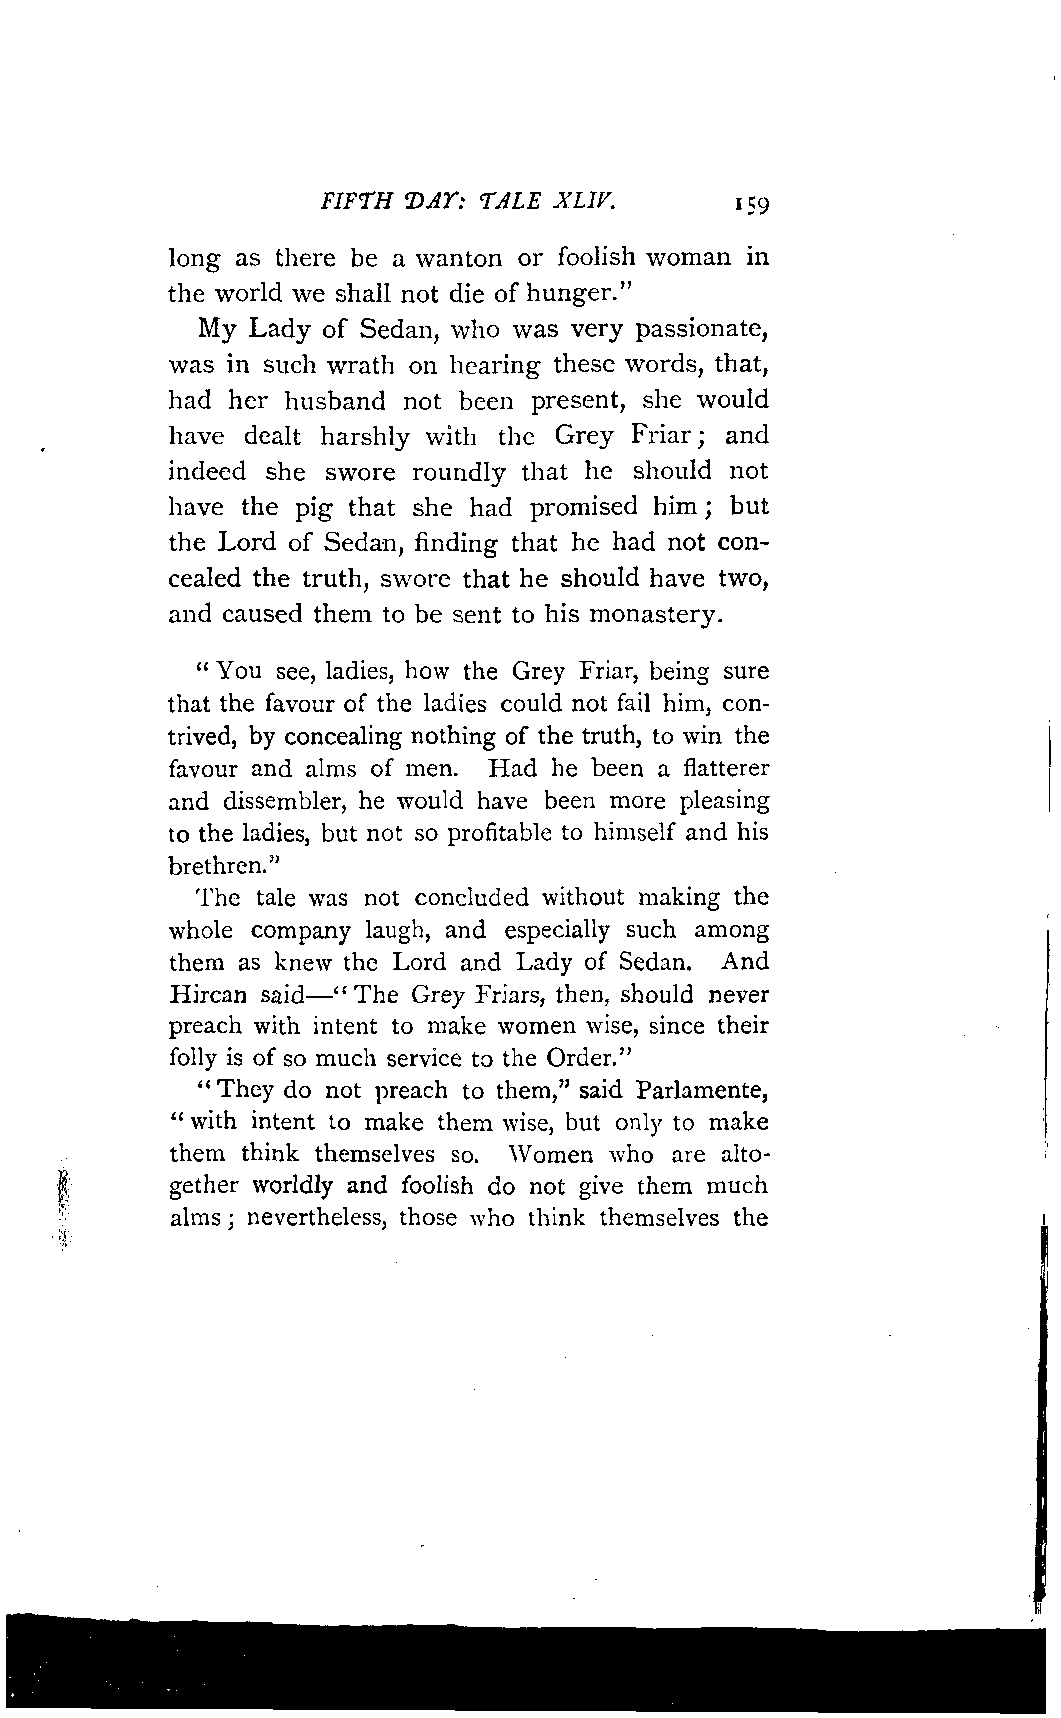 FIFTH DAY: TALE XLIV. 159
long as there be a wanton or foolish woman in
the world we shall not die of hunger."
My Lady of Sedan, who was very passionate,
was in such wrath on hearing these words, that,
had her husband not been present, she would
have dealt harshly with the Grey Friar; and
indeed she swore roundly that he should not
have the pig that she had promised him; but
the Lord of Sedan, finding that he had not con-
cealed the truth, swore that he should have two,
and caused them to be sent to his monastery.
"You see, ladies, how the Grey Friar, being sure
that the favour of the ladies could not fail him, con-
trived, by concealing nothing of the truth, to win the
favour and alms of men. Had he been a flatterer
and dissembler, he would have been more pleasing
to the ladies, but not so profitable to himself and his
brethren."
The tale was not concluded without making the
whole company laugh, and especially such among
them as knew the Lord and Lady of Sedan. And
Hircan said—"The Grey Friars, then, should never
preach with intent to make women wise, since their
folly is of so much service to the Order."
"They do not preach to them," said Parlamente,
"with intent to make them wise, but only to make
them think themselves so. Women who are alto-
gether worldly and foolish do not give them much
alms; nevertheless, those who think themselves the